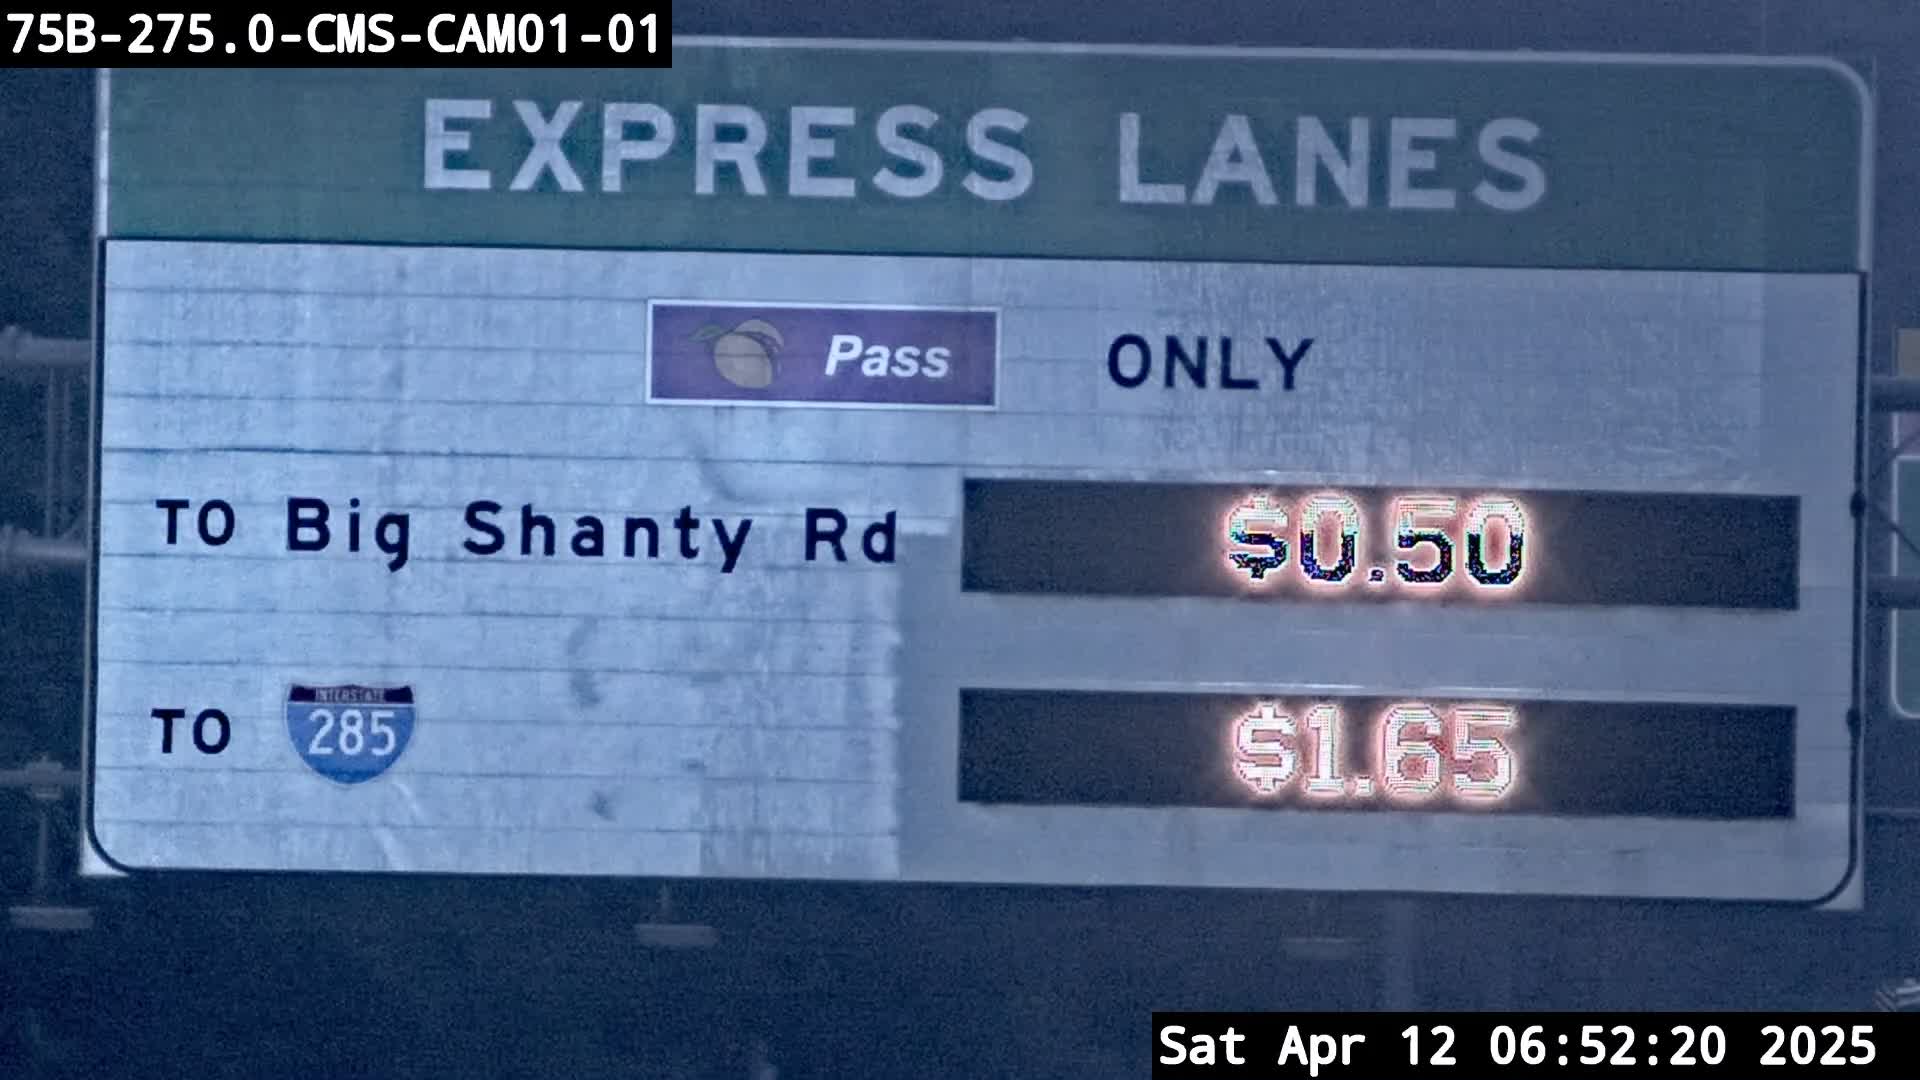 75B-275.0-CMS-CAM01-01
EXPRESS LANES
Pass ONLY
TO Big Shanty Rd $0.50
INTERSTATE
TO 285 $1.65
Sat Apr 12 06:52:20 2025